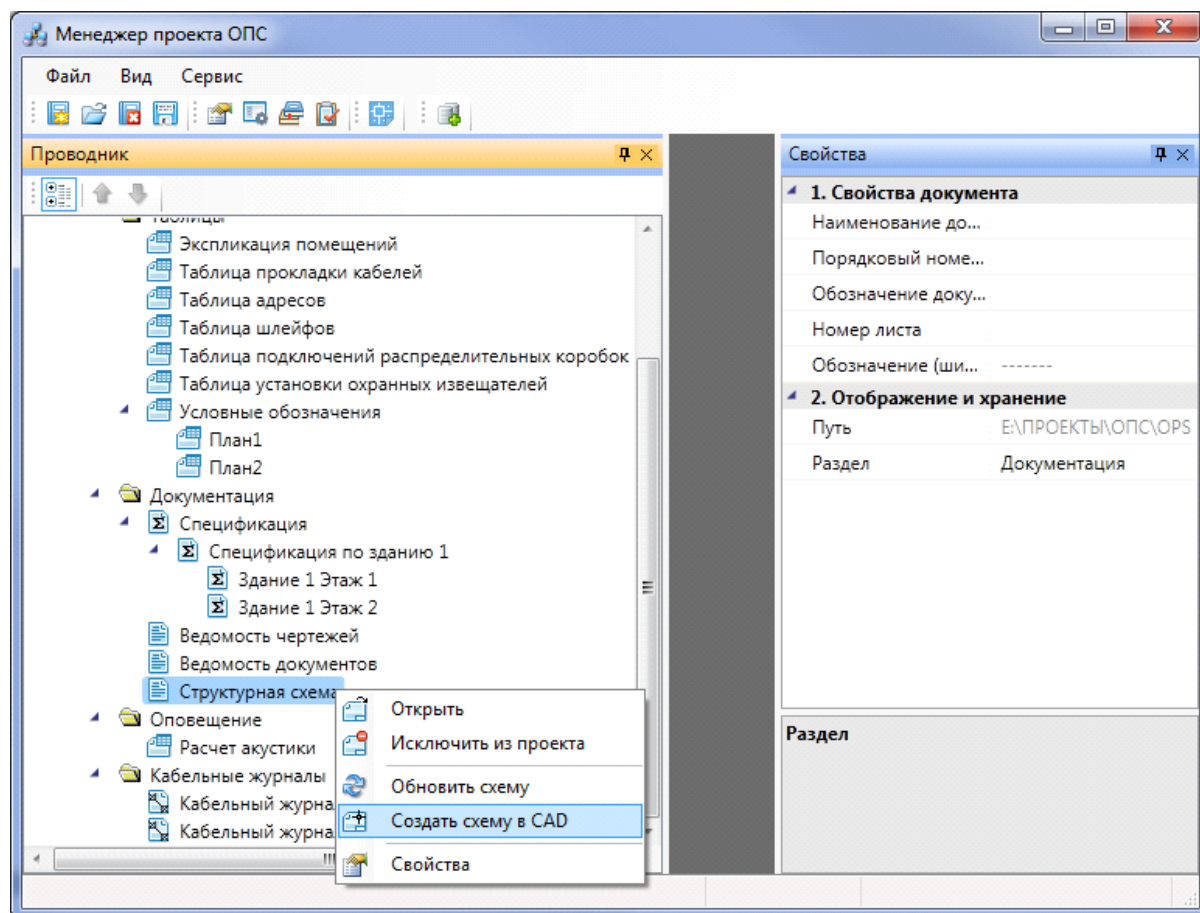 Менеджер проекта ОПС
Файл Вид Сервис
Проводник
Таблицы
Экспликация помещений
Таблица прокладки кабелей
Таблица адресов
Таблица шлейфов
Таблица подключений распределительных коробок
Таблица установки охранных извещателей
Условные обозначения
План1
План2
Документация
Спецификация
Спецификация по зданию 1
Здание 1 Этаж 1
Здание 1 Этаж 2
Ведомость чертежей
Ведомость документов
Структурная схема
Оповещение
Расчет акустики
Кабельные журналы
Кабельный журна
Кабельный журна
Открыть
Исключить из проекта
Обновить схему
Создать схему в CAD
Свойства
Свойства
1. Свойства документа
Наименование до...
Порядковый номе...
Обозначение доку...
Номер листа
Обозначение (ши... -------
2. Отображение и хранение
Путь E:\ПРОЕКТЫ\ОПС\OPS
Раздел Документация
Раздел